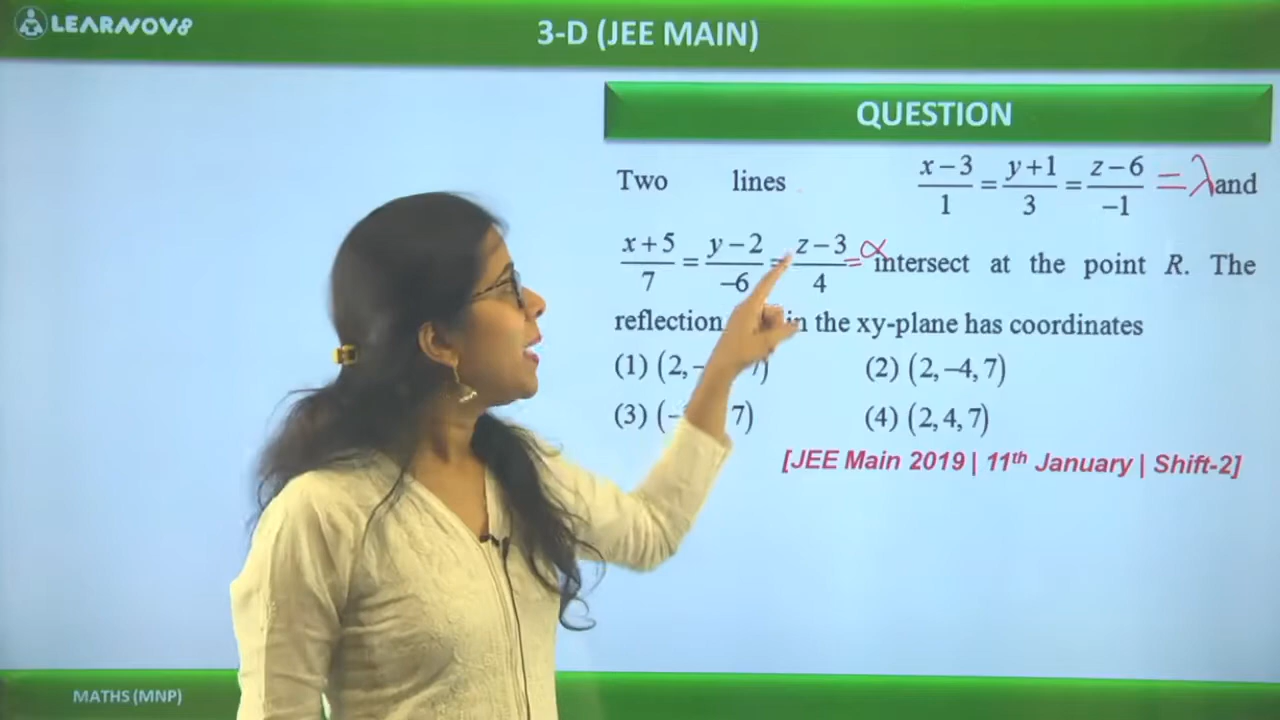 LEARNOV8
3-D (JEE MAIN)
QUESTION
Two lines (x−3)/1 = (y+1)/3 = (z−6)/−1 = λ and
(x+5)/7 = (y−2)/−6 = (z−3)/4 = α intersect at the point R. The
reflection in the xy-plane has coordinates
(1) (2,− 7) (2) (2,−4,7)
(3) (− 7) (4) (2,4,7)
[JEE Main 2019 | 11th January | Shift-2]
MATHS (MNP)